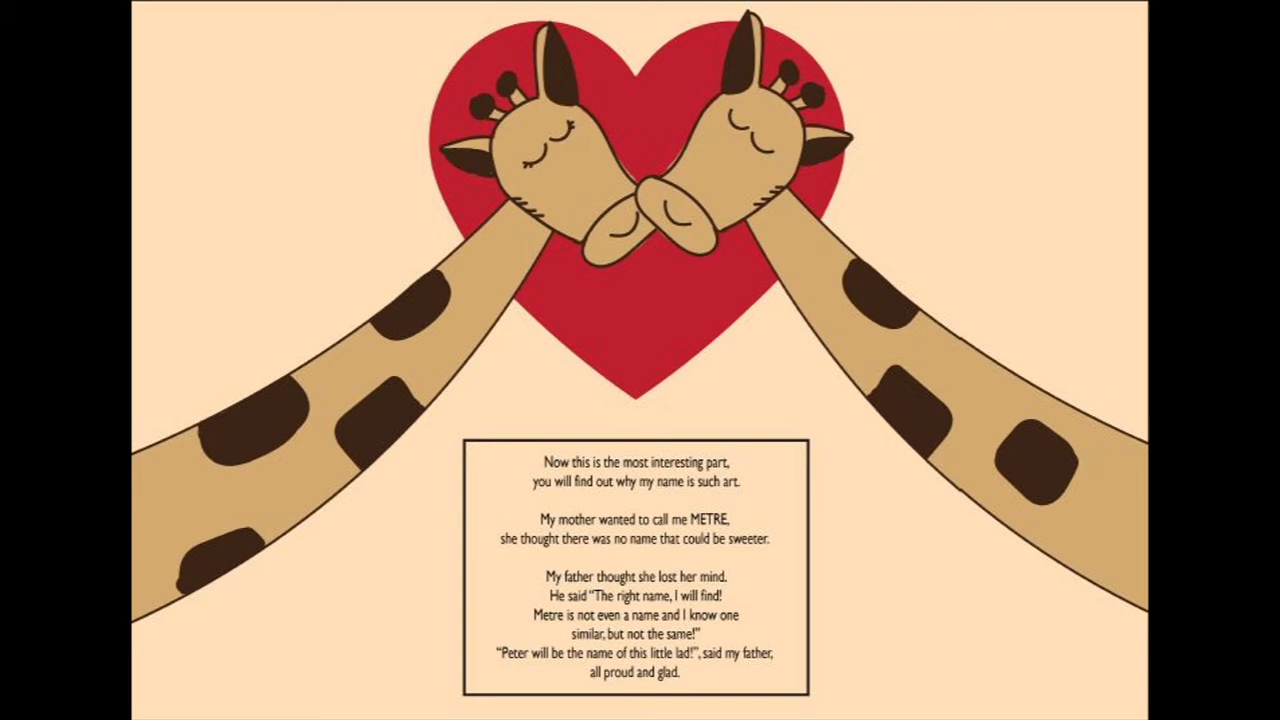 Now this is the most interesting part,
you will find out why my name is such art.
My mother wanted to call me METRE,
she thought there was no name that could be sweeter.
My father thought she lost her mind.
He said “The right name, I will find!
Metre is not even a name and I know one
similar, but not the same!”
“Peter will be the name of this little lad!”, said my father,
all proud and glad.